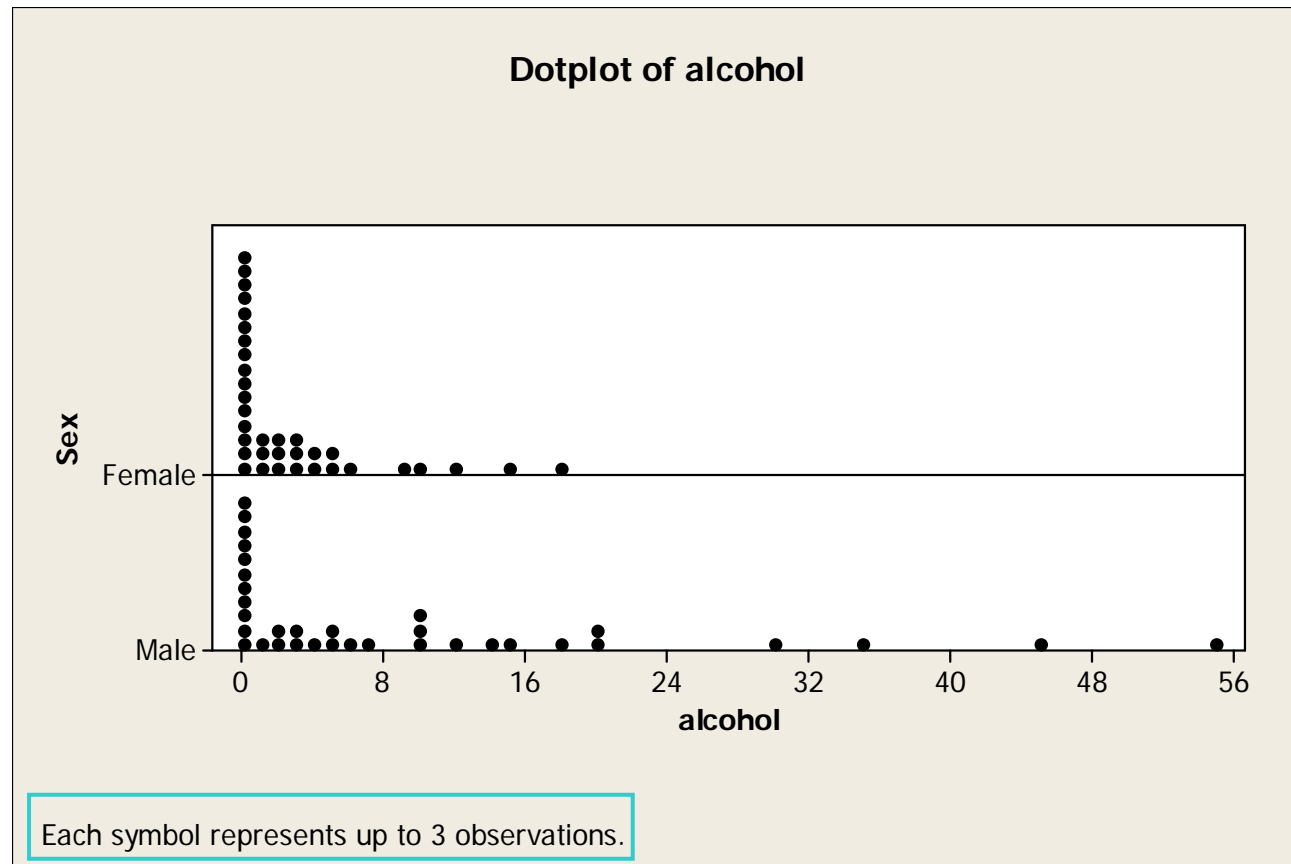 Dotplot of alcohol
Sex
Female
Male
0 8 16 24 32 40 48 56
alcohol
Each symbol represents up to 3 observations.